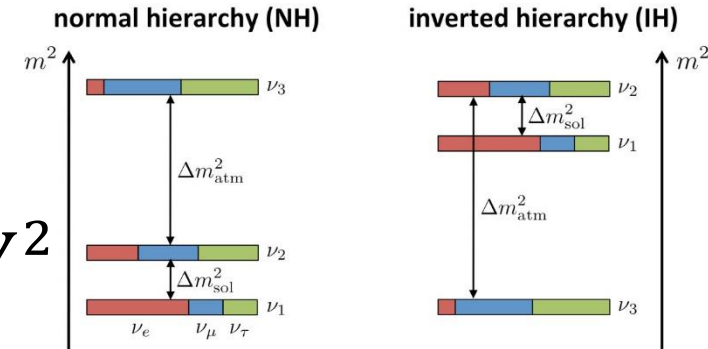 normal hierarchy (NH)
m²
ν₃
Δm²atm
ν₂
Δm²sol
ν₁
νe νμ ντ
y²
inverted hierarchy (IH)
m²
ν₂
Δm²sol
ν₁
Δm²atm
ν₃